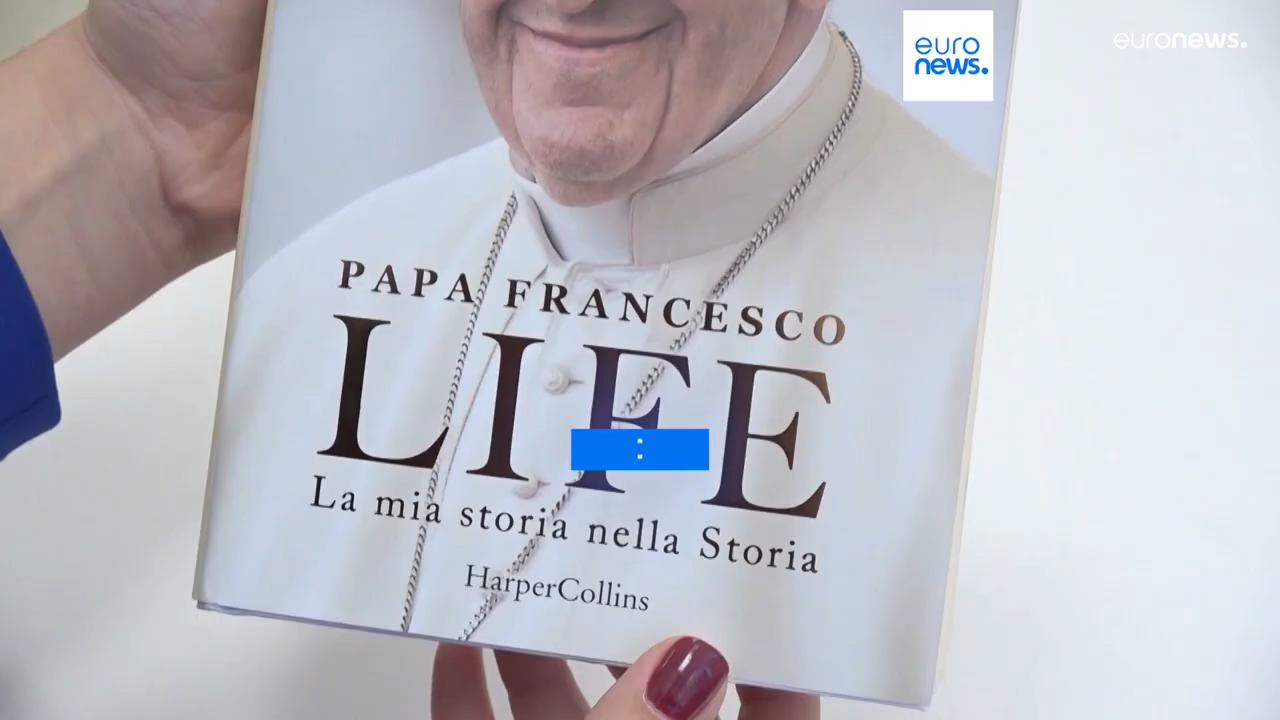 euro
news.
euronews.
PAPA FRANCESCO
LIFE
:
La mia storia nella Storia
HarperCollins